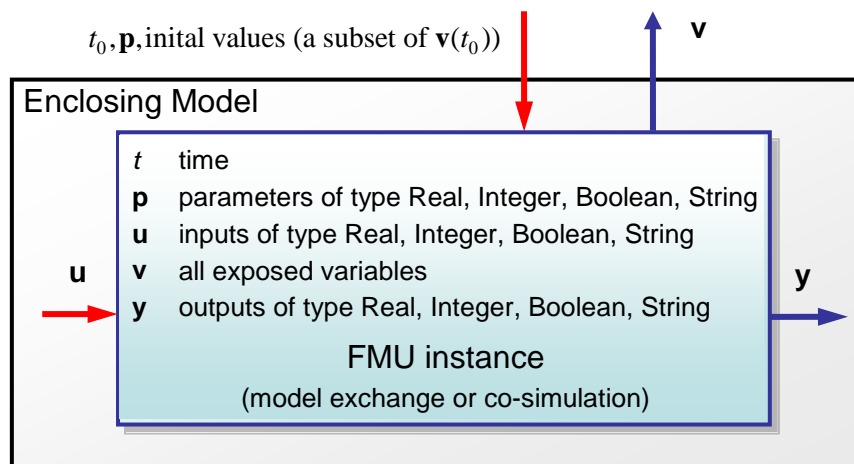 t₀, p, inital values (a subset of v(t₀))
v
Enclosing Model
t time
p parameters of type Real, Integer, Boolean, String
u inputs of type Real, Integer, Boolean, String
v all exposed variables
y outputs of type Real, Integer, Boolean, String
u
y
FMU instance
(model exchange or co-simulation)